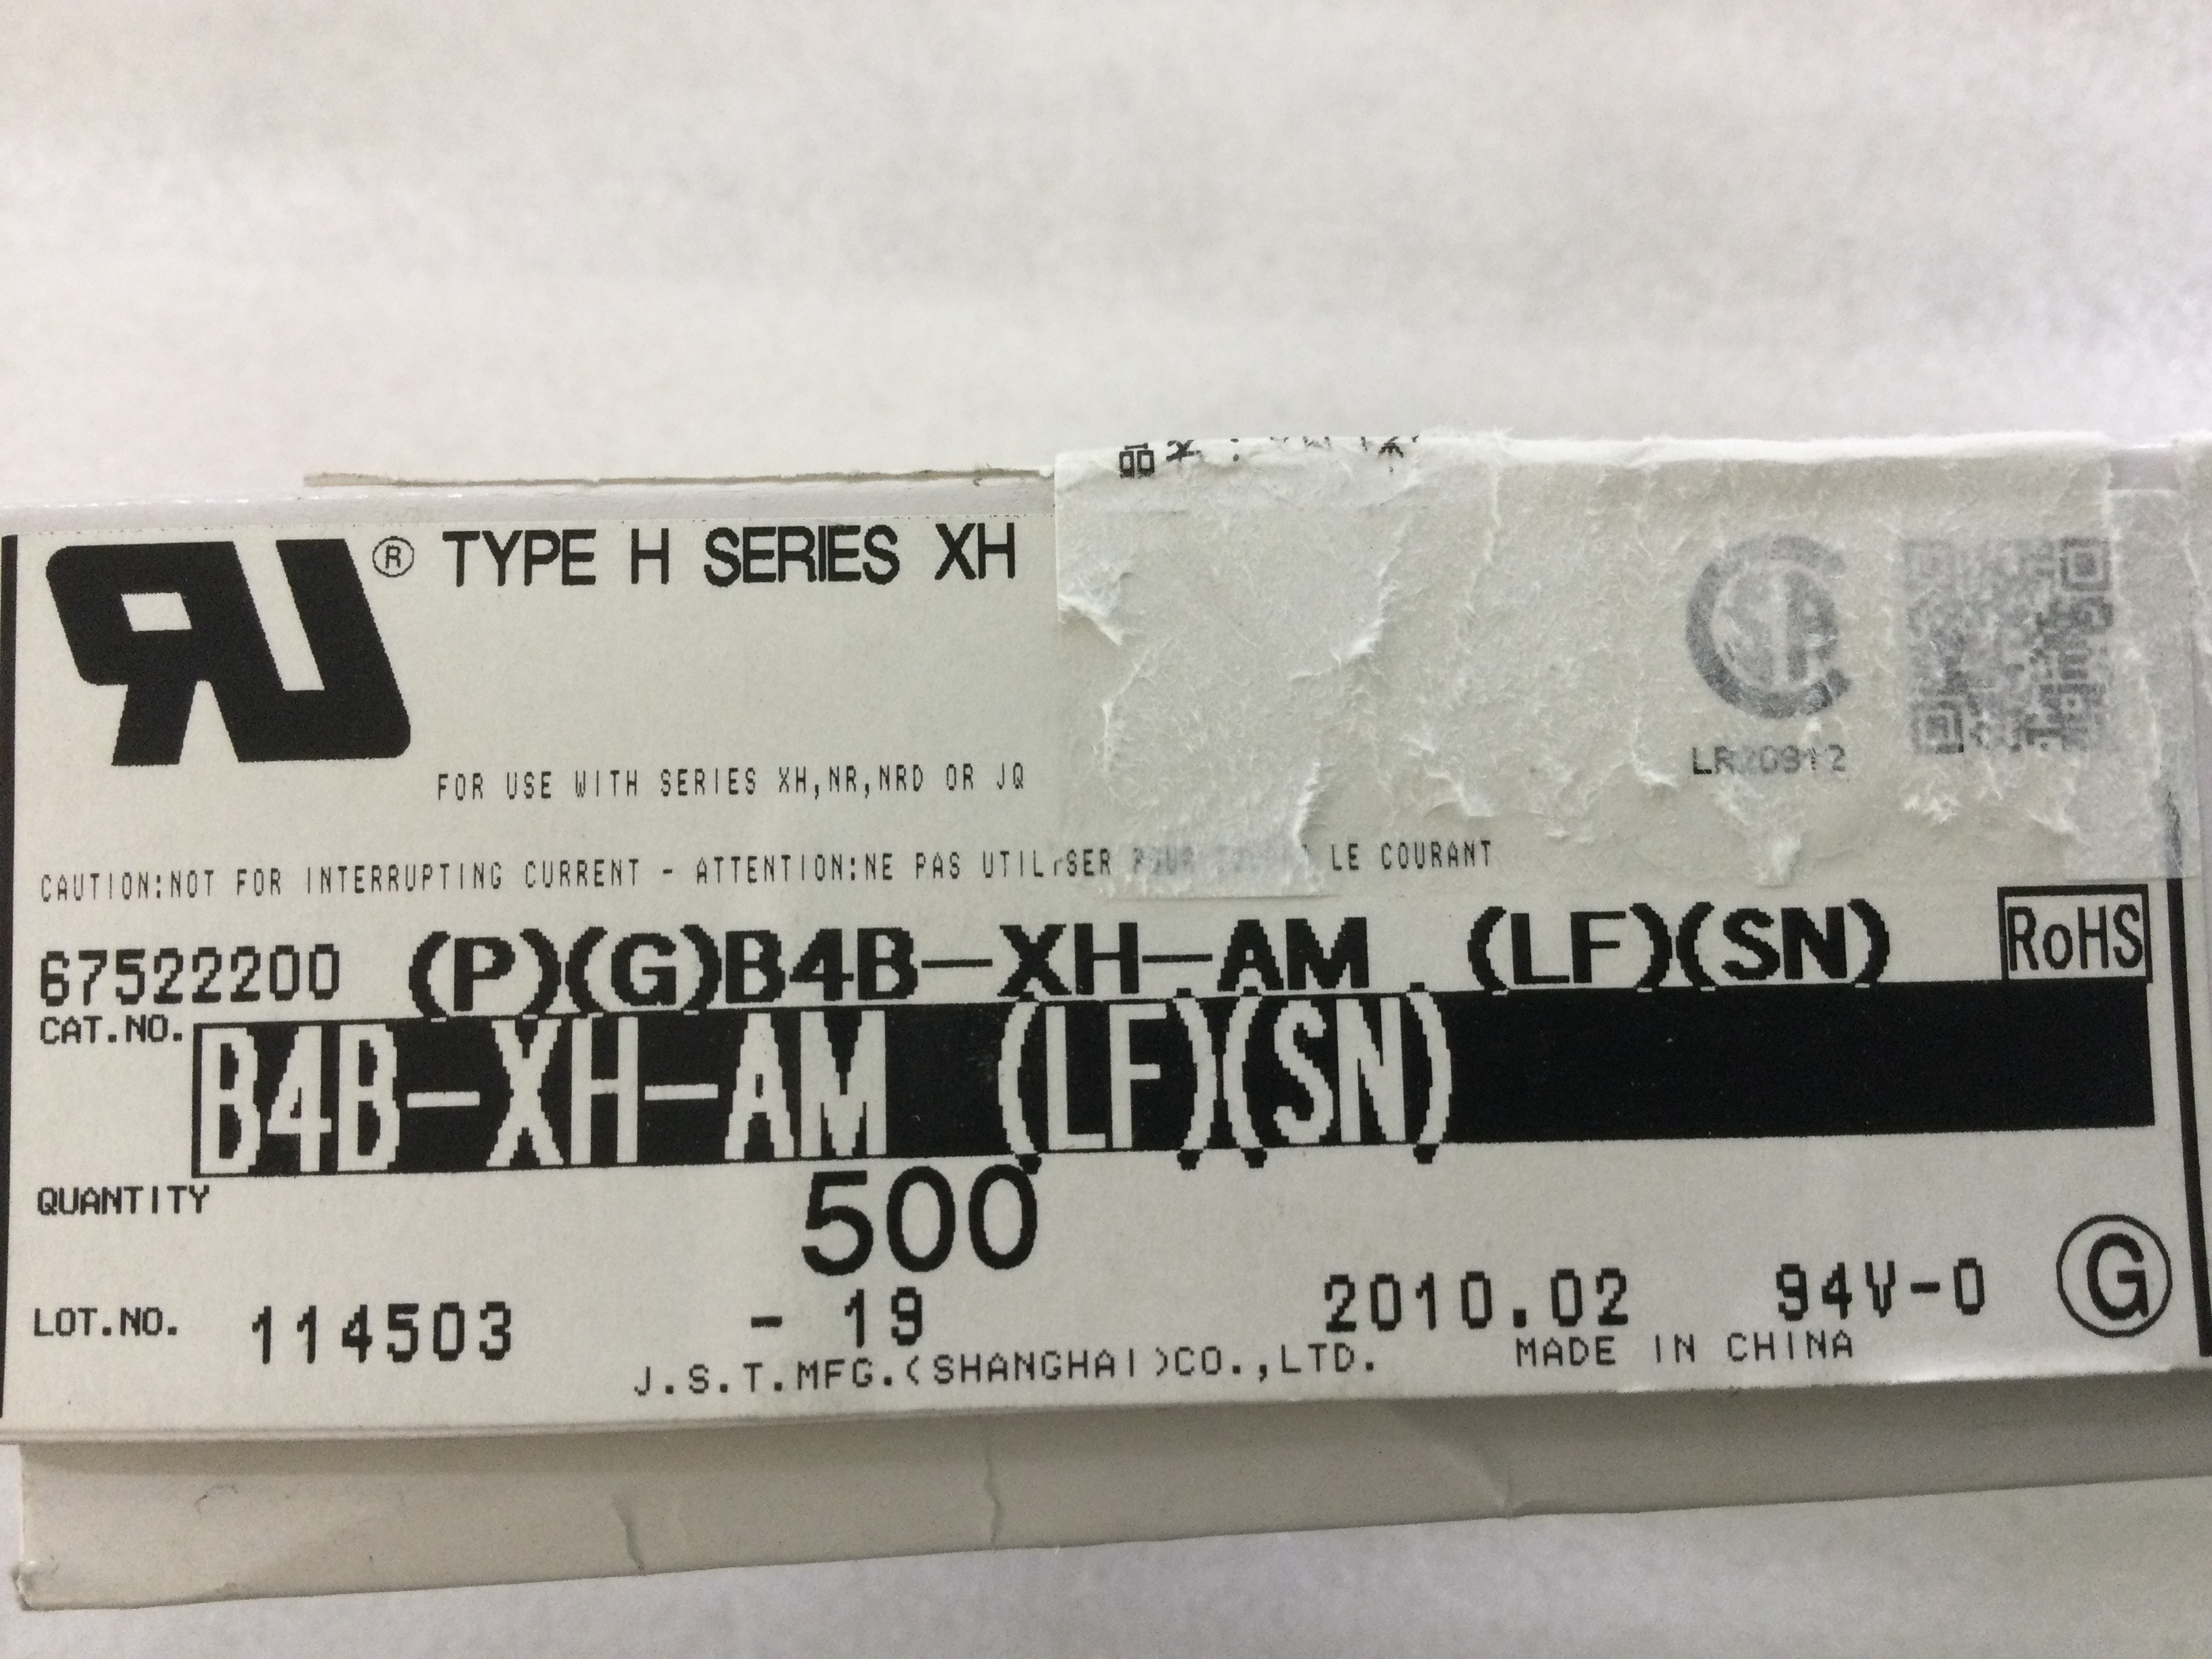 ® TYPE H SERIES XH
FOR USE WITH SERIES XH,NR,NRD OR JQ
CAUTION:NOT FOR INTERRUPTING CURRENT - ATTENTION:NE PAS UTILISER POUR LE COURANT
67522200 (P)(G)B4B-XH-AM (LF)(SN) RoHS
CAT.NO. B4B-XH-AM (LF)(SN)
QUANTITY 500
LOT.NO. 114503 - 19 2010.02 94V-0 G
J.S.T.MFG.(SHANGHAI)CO.,LTD. MADE IN CHINA